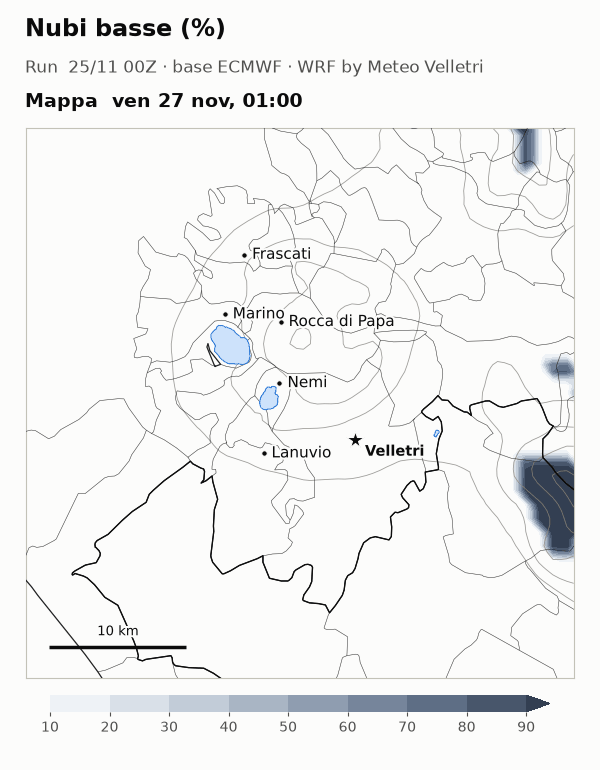 Nubi basse (%)
Run  25/11 00Z · base ECMWF · WRF by Meteo Velletri
Mappa  ven 27 nov, 01:00
Frascati
Marino
Rocca di Papa
Nemi
Velletri
Lanuvio
10 km
10 20 30 40 50 60 70 80 90